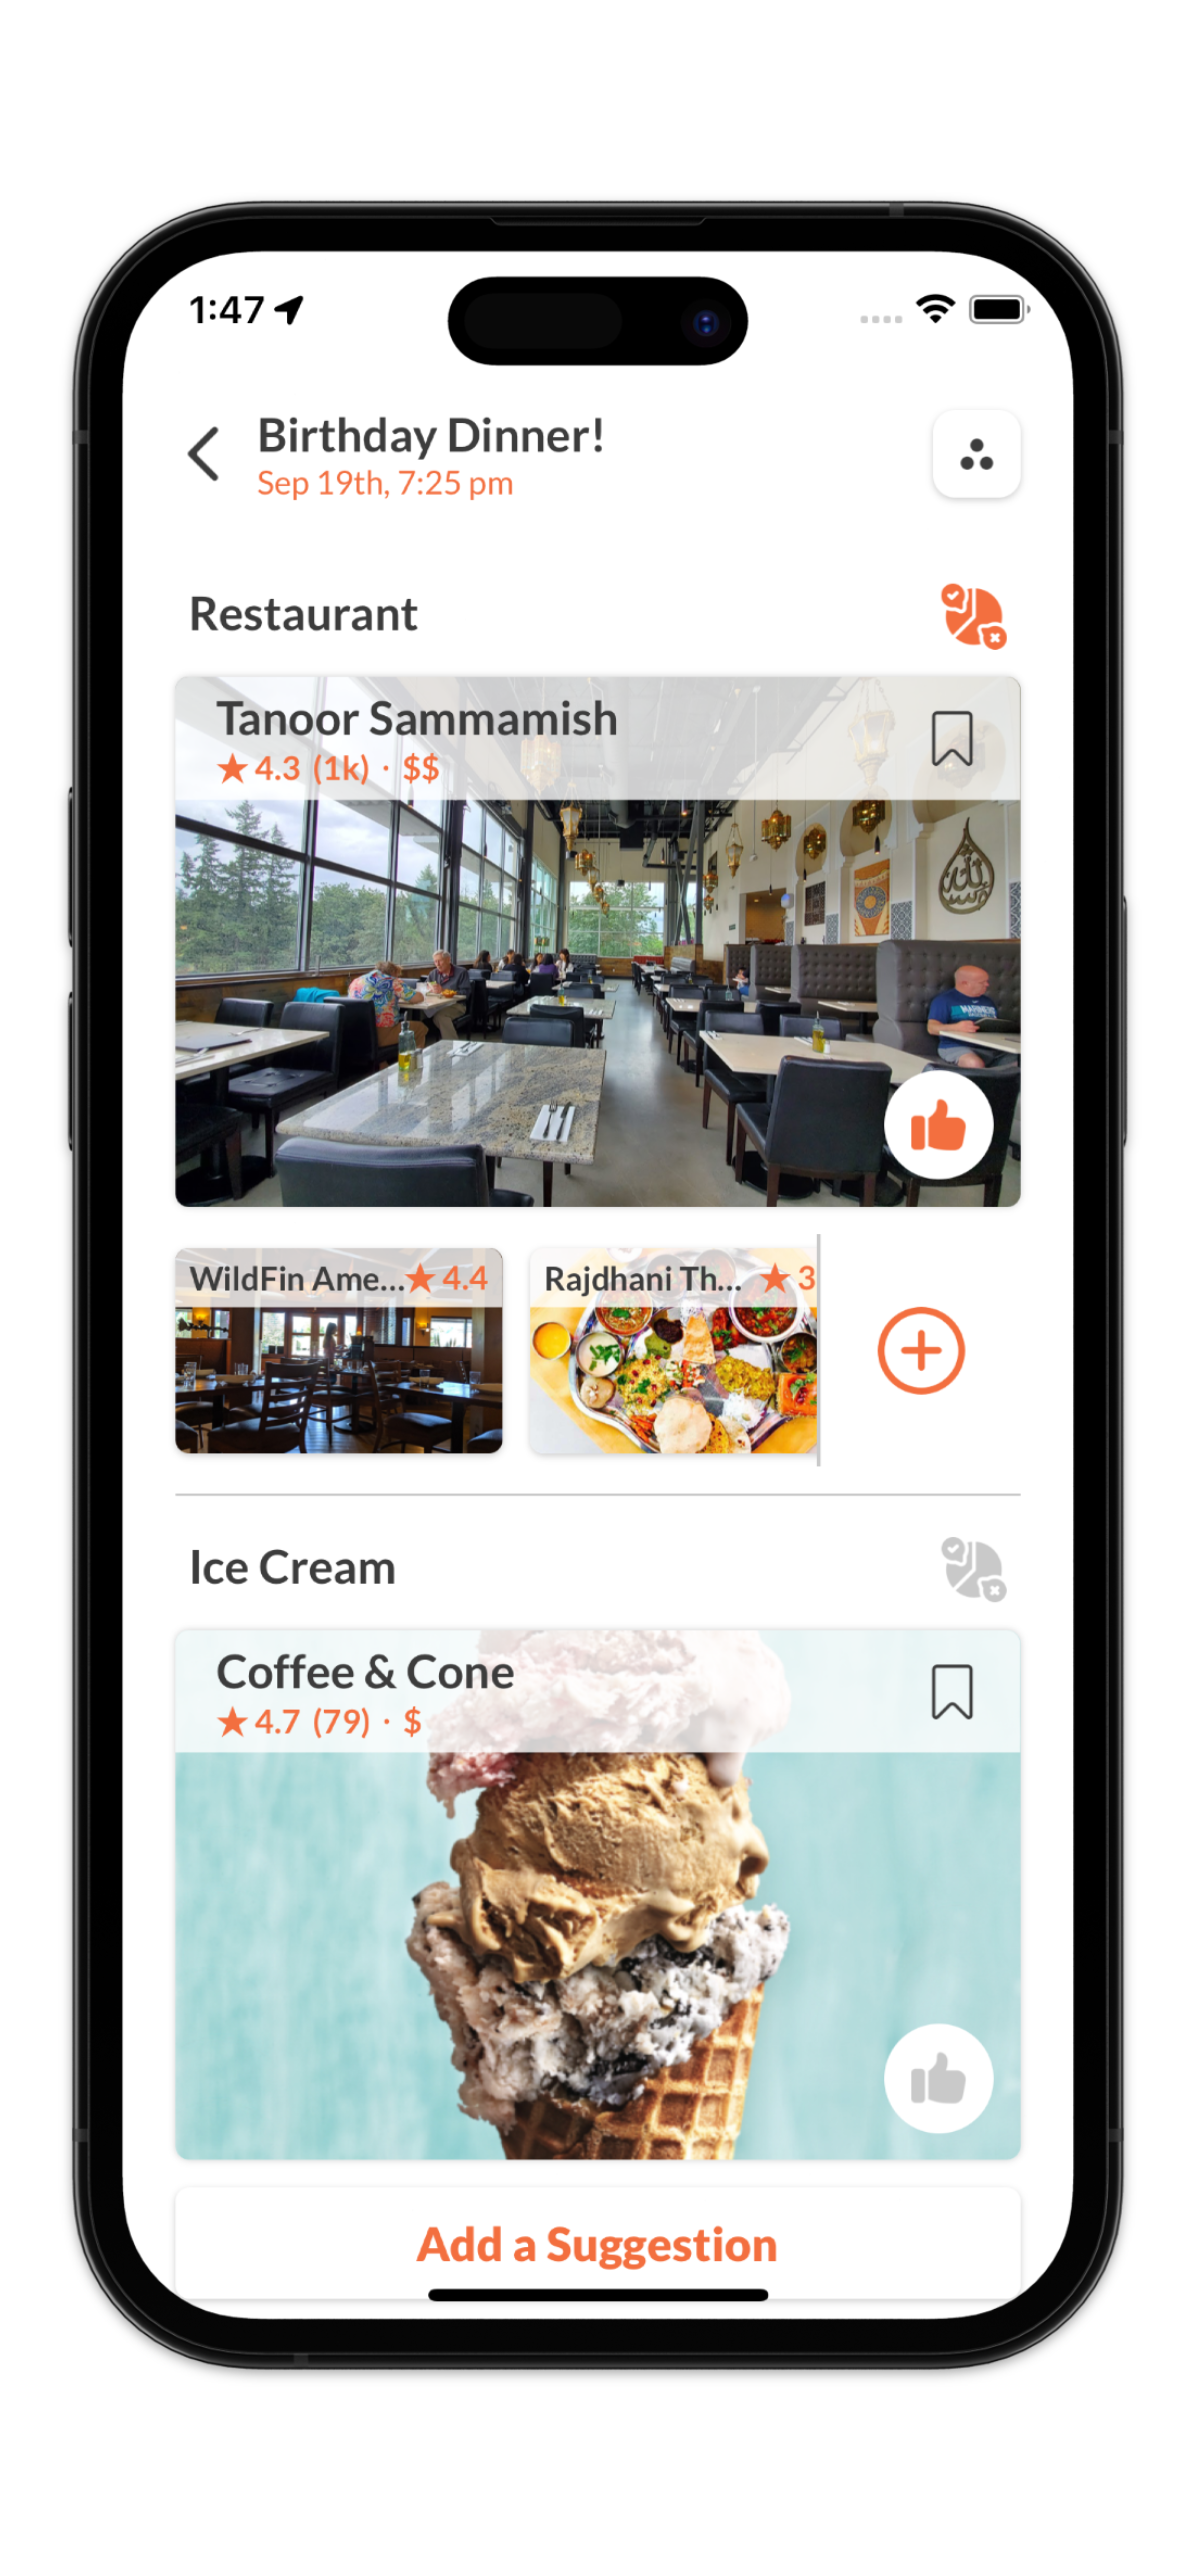 1:47
Birthday Dinner!
Sep 19th, 7:25 pm
Restaurant
Tanoor Sammamish
★ 4.3 (1k) · $$
MARINERS
WildFin Ame... ★ 4.4
Rajdhani Th... ★ 3
Ice Cream
Coffee & Cone
★ 4.7 (79) · $
Add a Suggestion